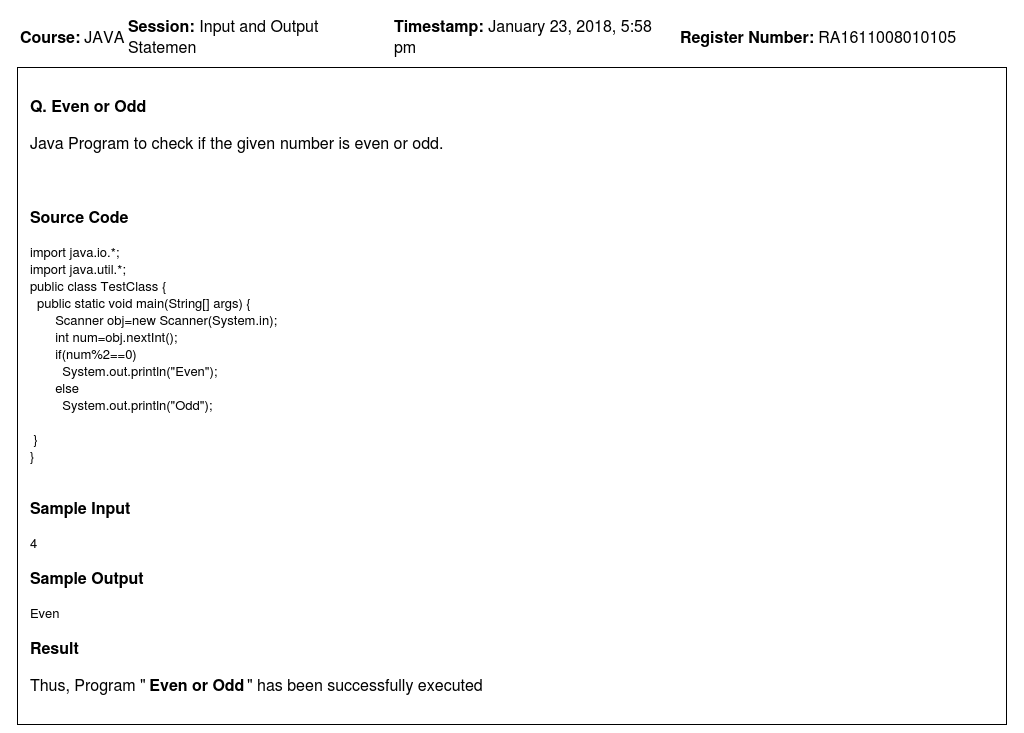 Course: JAVA Session: Input and Output Statemen Timestamp: January 23, 2018, 5:58 pm Register Number: RA1611008010105
Q. Even or Odd
Java Program to check if the given number is even or odd.
Source Code
import java.io.*;
import java.util.*;
public class TestClass {
  public static void main(String[] args) {
       Scanner obj=new Scanner(System.in);
       int num=obj.nextInt();
       if(num%2==0)
         System.out.println("Even");
       else
         System.out.println("Odd");
 }
}
Sample Input
4
Sample Output
Even
Result
Thus, Program " Even or Odd " has been successfully executed